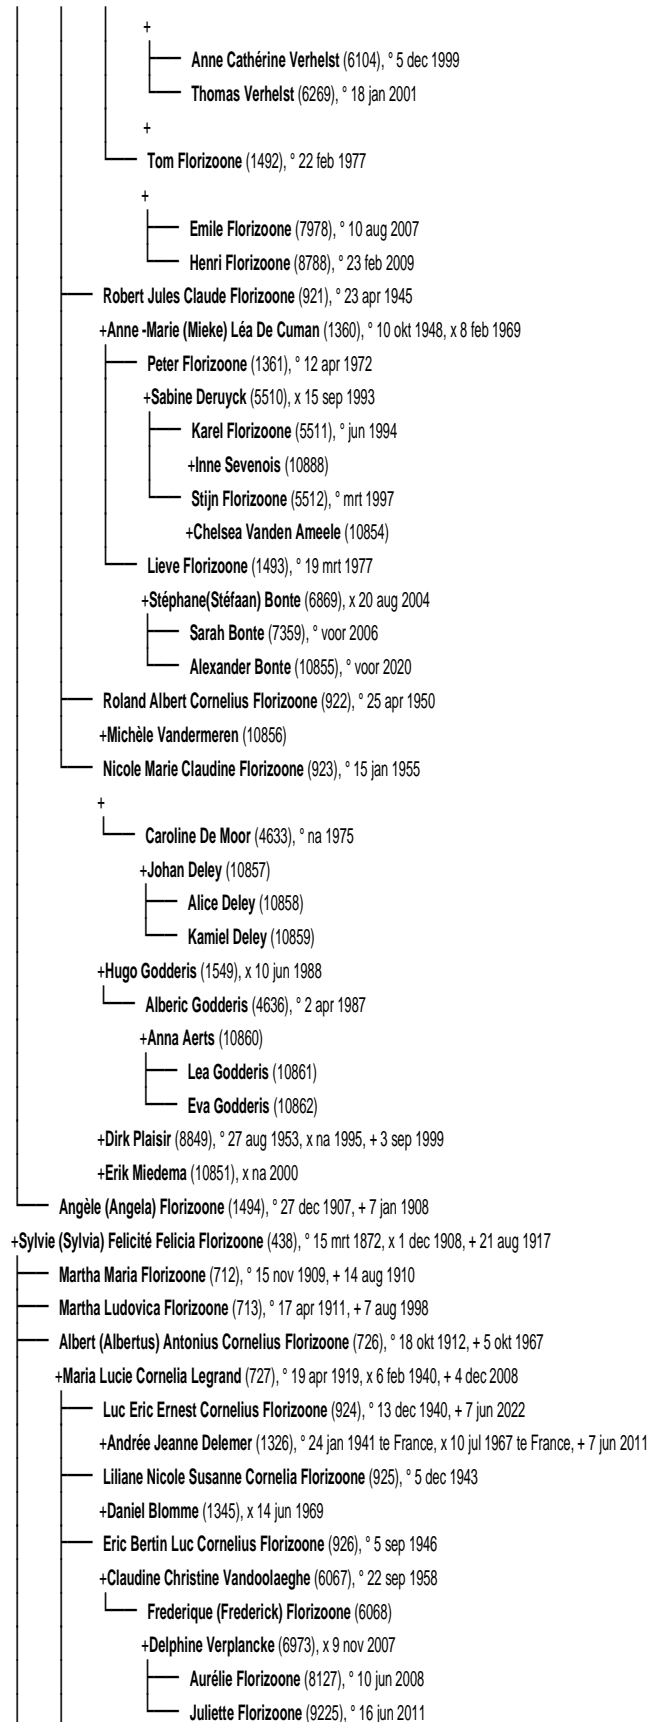 +
Anne Cathérine Verhelst (6104), ° 5 dec 1999
Thomas Verhelst (6269), ° 18 jan 2001
+
Tom Florizoone (1492), ° 22 feb 1977
+
Emile Florizoone (7978), ° 10 aug 2007
Henri Florizoone (8788), ° 23 feb 2009
Robert Jules Claude Florizoone (921), ° 23 apr 1945
+Anne -Marie (Mieke) Léa De Cuman (1360), ° 10 okt 1948, x 8 feb 1969
Peter Florizoone (1361), ° 12 apr 1972
+Sabine Deruyck (5510), x 15 sep 1993
Karel Florizoone (5511), ° jun 1994
+Inne Sevenois (10888)
Stijn Florizoone (5512), ° mrt 1997
+Chelsea Vanden Ameele (10854)
Lieve Florizoone (1493), ° 19 mrt 1977
+Stéphane(Stéfaan) Bonte (6869), x 20 aug 2004
Sarah Bonte (7359), ° voor 2006
Alexander Bonte (10855), ° voor 2020
Roland Albert Cornelius Florizoone (922), ° 25 apr 1950
+Michèle Vandermeren (10856)
Nicole Marie Claudine Florizoone (923), ° 15 jan 1955
+
Caroline De Moor (4633), ° na 1975
+Johan Deley (10857)
Alice Deley (10858)
Kamiel Deley (10859)
+Hugo Godderis (1549), x 10 jun 1988
Alberic Godderis (4636), ° 2 apr 1987
+Anna Aerts (10860)
Lea Godderis (10861)
Eva Godderis (10862)
+Dirk Plaisir (8849), ° 27 aug 1953, x na 1995, + 3 sep 1999
+Erik Miedema (10851), x na 2000
Angèle (Angela) Florizoone (1494), ° 27 dec 1907, + 7 jan 1908
+Sylvie (Sylvia) Felicité Felicia Florizoone (438), ° 15 mrt 1872, x 1 dec 1908, + 21 aug 1917
Martha Maria Florizoone (712), ° 15 nov 1909, + 14 aug 1910
Martha Ludovica Florizoone (713), ° 17 apr 1911, + 7 aug 1998
Albert (Albertus) Antonius Cornelius Florizoone (726), ° 18 okt 1912, + 5 okt 1967
+Maria Lucie Cornelia Legrand (727), ° 19 apr 1919, x 6 feb 1940, + 4 dec 2008
Luc Eric Ernest Cornelius Florizoone (924), ° 13 dec 1940, + 7 jun 2022
+Andrée Jeanne Delemer (1326), ° 24 jan 1941 te France, x 10 jul 1967 te France, + 7 jun 2011
Liliane Nicole Susanne Cornelia Florizoone (925), ° 5 dec 1943
+Daniel Blomme (1345), x 14 jun 1969
Eric Bertin Luc Cornelius Florizoone (926), ° 5 sep 1946
+Claudine Christine Vandoolaeghe (6067), ° 22 sep 1958
Frederique (Frederick) Florizoone (6068)
+Delphine Verplancke (6973), x 9 nov 2007
Aurélie Florizoone (8127), ° 10 jun 2008
Juliette Florizoone (9225), ° 16 jun 2011